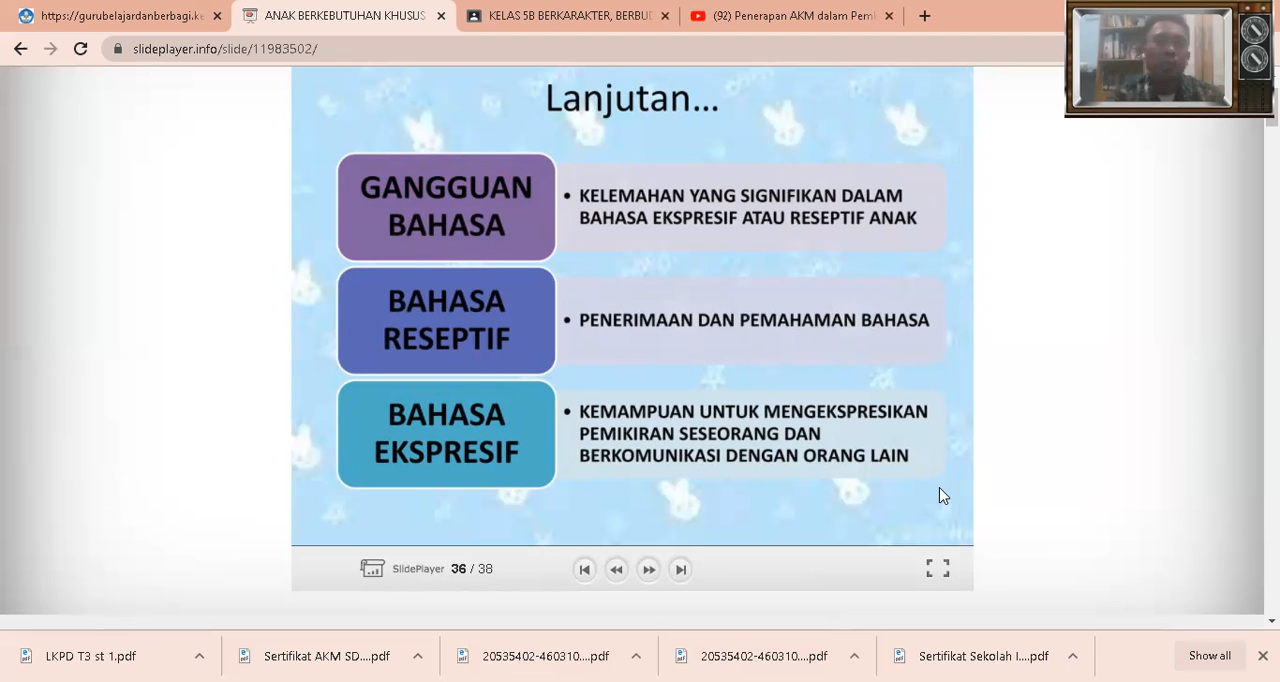 https://gurubelajardanberbagi.ke
ANAK BERKEBUTUHAN KHUSUS
KELAS 5B BERKARAKTER, BERBUD
(92) Penerapan AKM dalam Pemb
slideplayer.info/slide/11983502/
Lanjutan...
GANGGUAN
BAHASA
• KELEMAHAN YANG SIGNIFIKAN DALAM
BAHASA EKSPRESIF ATAU RESEPTIF ANAK
BAHASA
RESEPTIF
• PENERIMAAN DAN PEMAHAMAN BAHASA
BAHASA
EKSPRESIF
• KEMAMPUAN UNTUK MENGEKSPRESIKAN
PEMIKIRAN SESEORANG DAN
BERKOMUNIKASI DENGAN ORANG LAIN
SlidePlayer 36 / 38
LKPD T3 st 1.pdf
Sertifikat AKM SD....pdf
20535402-460310....pdf
20535402-460310....pdf
Sertifikat Sekolah I....pdf
Show all